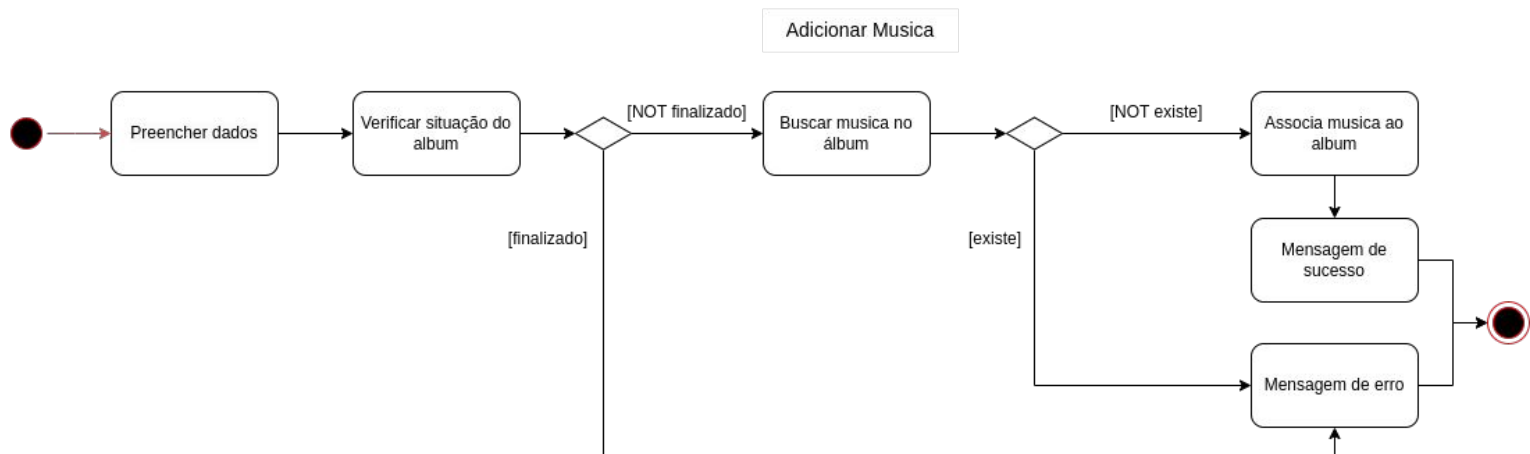 Adicionar Musica
Preencher dados
Verificar situação do
album
[NOT finalizado]
Buscar musica no
álbum
[NOT existe]
Associa musica ao
album
[finalizado]
[existe]
Mensagem de
sucesso
Mensagem de erro